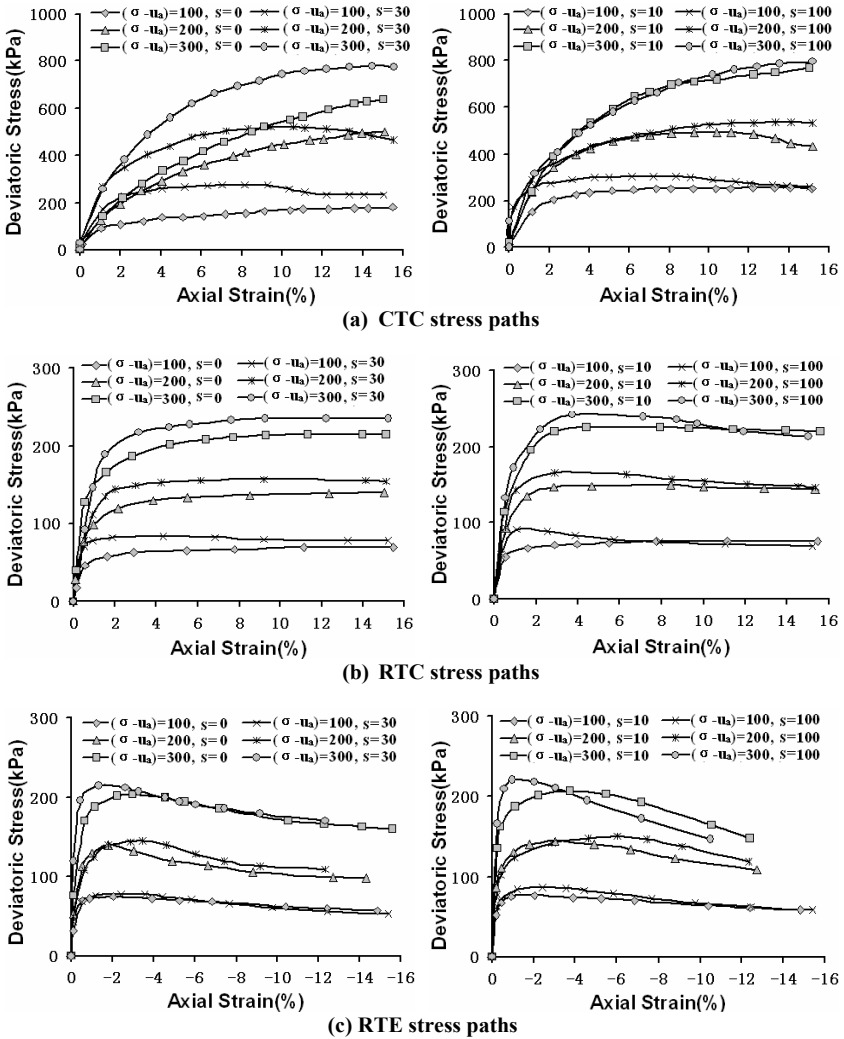 (σ-uₐ)=100, s=0 (σ-uₐ)=100, s=30
(σ-uₐ)=200, s=0 (σ-uₐ)=200, s=30
(σ-uₐ)=300, s=0 (σ-uₐ)=300, s=30
Deviatoric Stress(kPa)
1000
800
600
400
200
0
0 2 4 6 8 10 12 14 16
Axial Strain(%)
(σ-uₐ)=100, s=10 (σ-uₐ)=100, s=100
(σ-uₐ)=200, s=10 (σ-uₐ)=200, s=100
(σ-uₐ)=300, s=10 (σ-uₐ)=300, s=100
Deviatoric Stress(kPa)
1000
800
600
400
200
0
0 2 4 6 8 10 12 14 16
Axial Strain(%)
(a) CTC stress paths
(σ-uₐ)=100, s=0 (σ-uₐ)=100, s=30
(σ-uₐ)=200, s=0 (σ-uₐ)=200, s=30
(σ-uₐ)=300, s=0 (σ-uₐ)=300, s=30
Deviatoric Stress(kPa)
300
200
100
0
0 2 4 6 8 10 12 14 16
Axial Strain(%)
(σ-uₐ)=100, s=10 (σ-uₐ)=100, s=100
(σ-uₐ)=200, s=10 (σ-uₐ)=200, s=100
(σ-uₐ)=300, s=10 (σ-uₐ)=300, s=100
Deviatoric Stress(kPa)
300
200
100
0
0 2 4 6 8 10 12 14 16
Axial Strain(%)
(b) RTC stress paths
(σ-uₐ)=100, s=0 (σ-uₐ)=100, s=30
(σ-uₐ)=200, s=0 (σ-uₐ)=200, s=30
(σ-uₐ)=300, s=0 (σ-uₐ)=300, s=30
Deviatoric Stress(kPa)
300
200
100
0
0 -2 -4 -6 -8 -10 -12 -14 -16
Axial Strain(%)
(σ-uₐ)=100, s=10 (σ-uₐ)=100, s=100
(σ-uₐ)=200, s=10 (σ-uₐ)=200, s=100
(σ-uₐ)=300, s=10 (σ-uₐ)=300, s=100
Deviatoric Stress(kPa)
300
200
100
0
0 -2 -4 -6 -8 -10 -12 -14 -16
Axial Strain(%)
(c) RTE stress paths